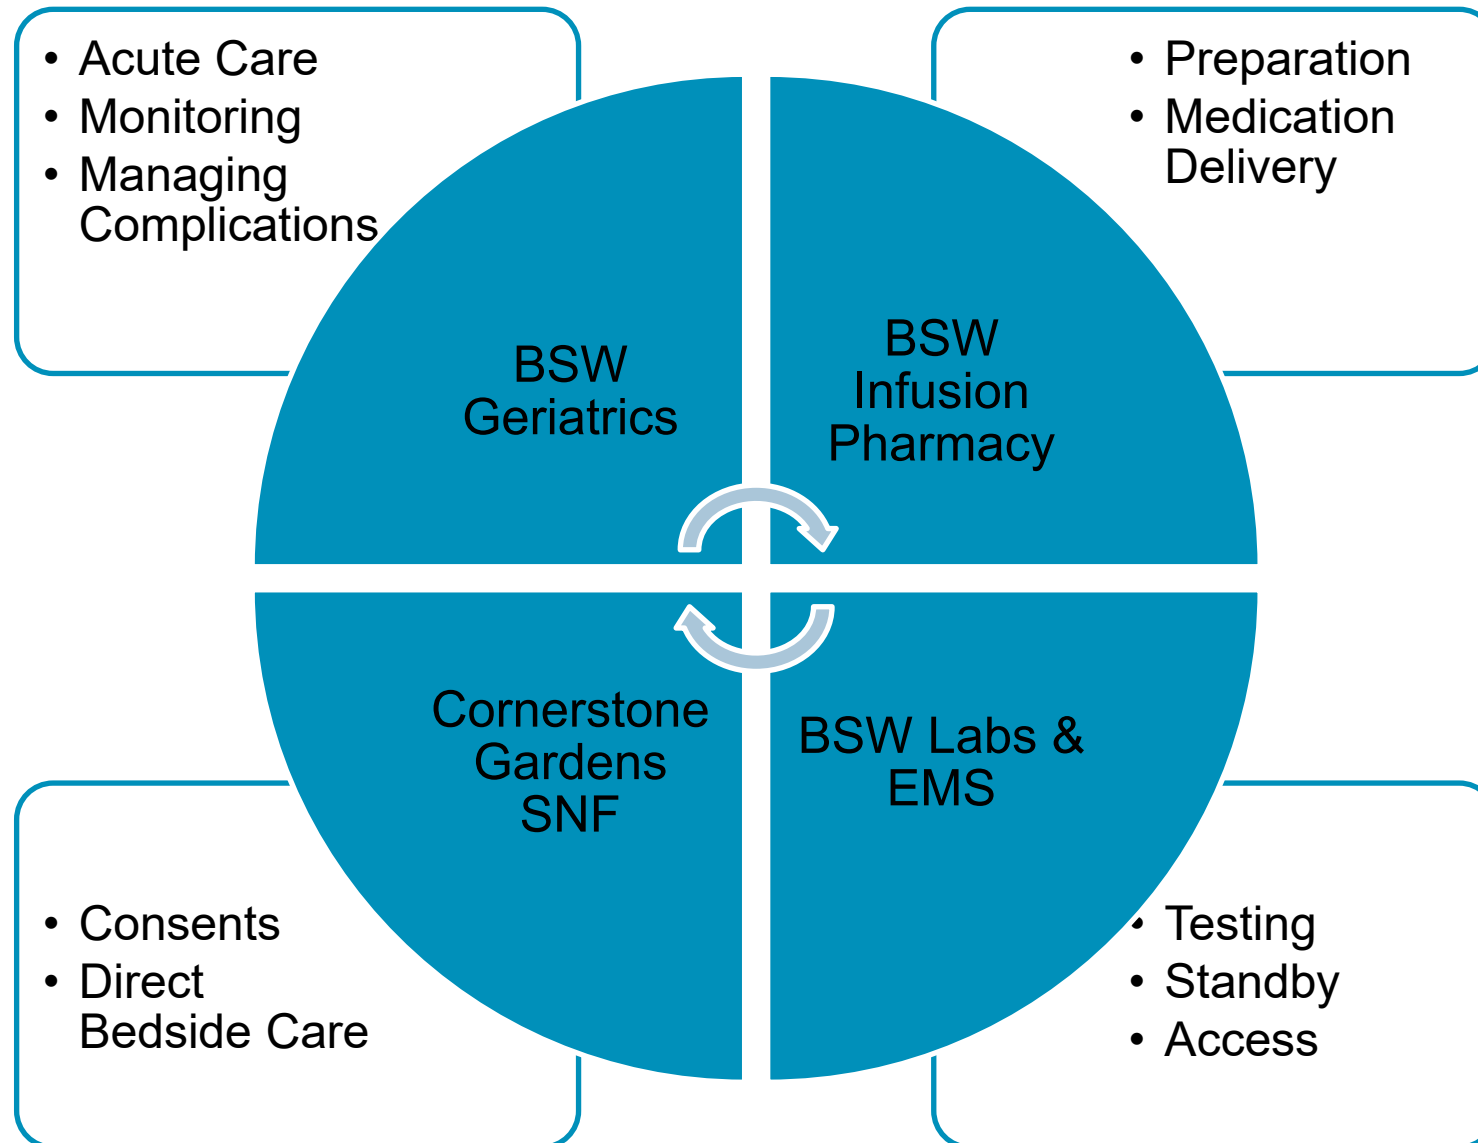 • Acute Care
• Monitoring
• Managing
Complications
• Preparation
• Medication
Delivery
BSW
Geriatrics
BSW
Infusion
Pharmacy
Cornerstone
Gardens
SNF
BSW Labs &
EMS
• Consents
• Direct
Bedside Care
• Testing
• Standby
• Access